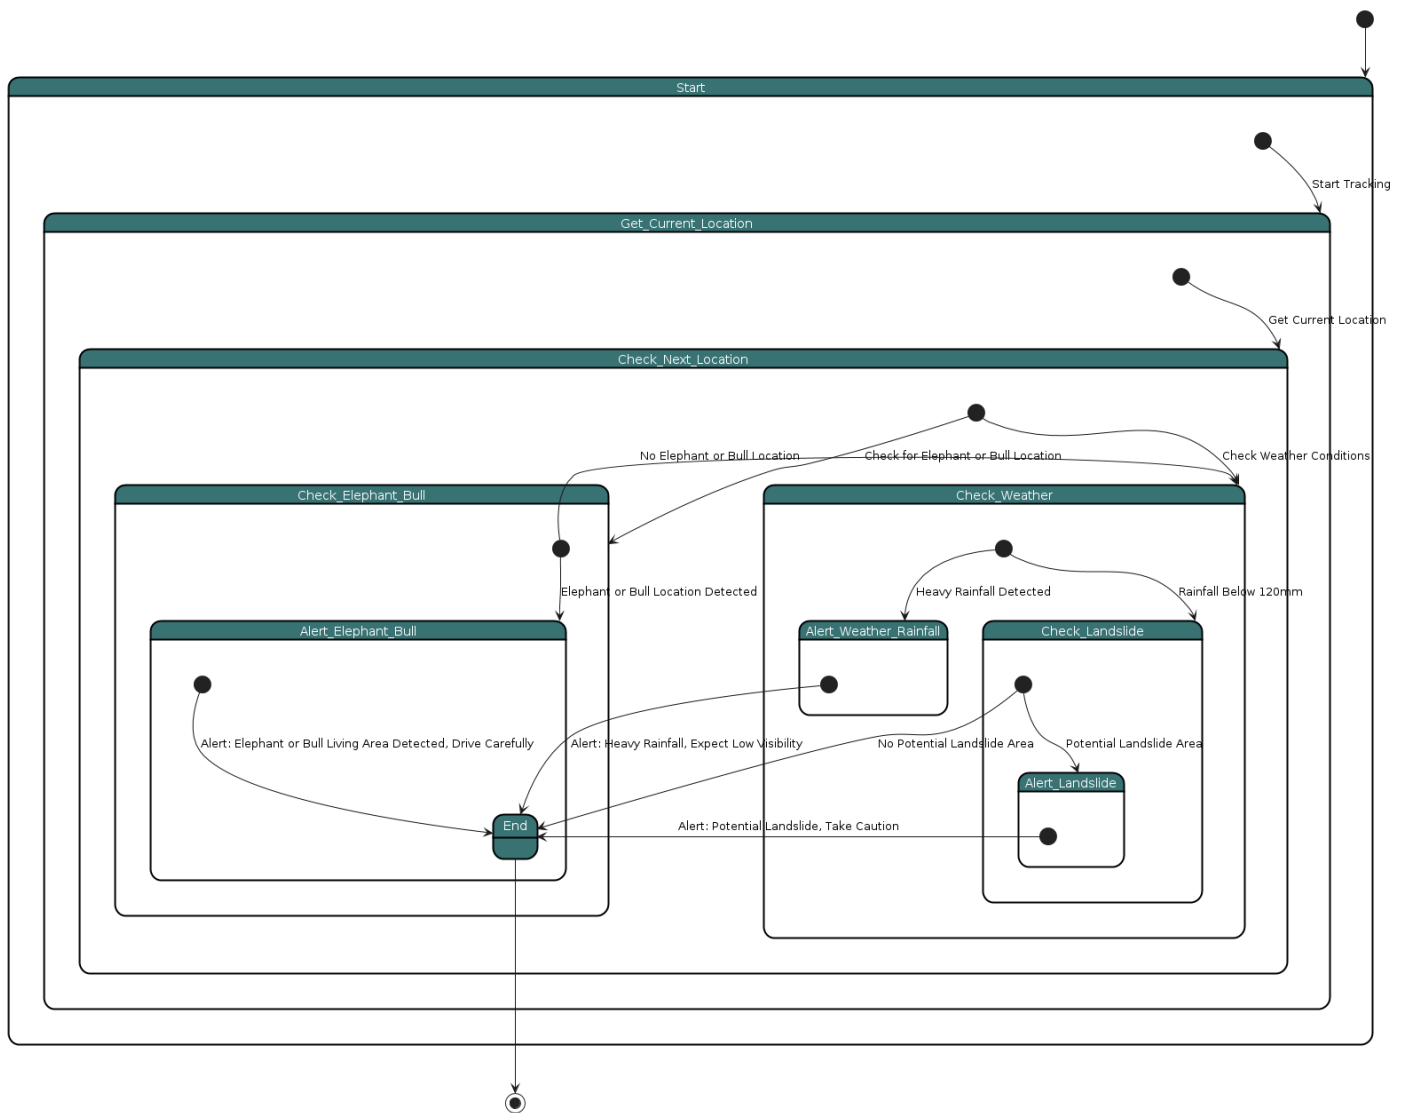 Start
Start Tracking
Get_Current_Location
Get Current Location
Check_Next_Location
No Elephant or Bull Location
Check for Elephant or Bull Location
Check Weather Conditions
Check_Elephant_Bull
Check_Weather
Elephant or Bull Location Detected
Heavy Rainfall Detected
Rainfall Below 120mm
Alert_Elephant_Bull
Alert_Weather_Rainfall
Check_Landslide
Alert: Elephant or Bull Living Area Detected, Drive Carefully
Alert: Heavy Rainfall, Expect Low Visibility
No Potential Landslide Area
Potential Landslide Area
Alert_Landslide
End
Alert: Potential Landslide, Take Caution